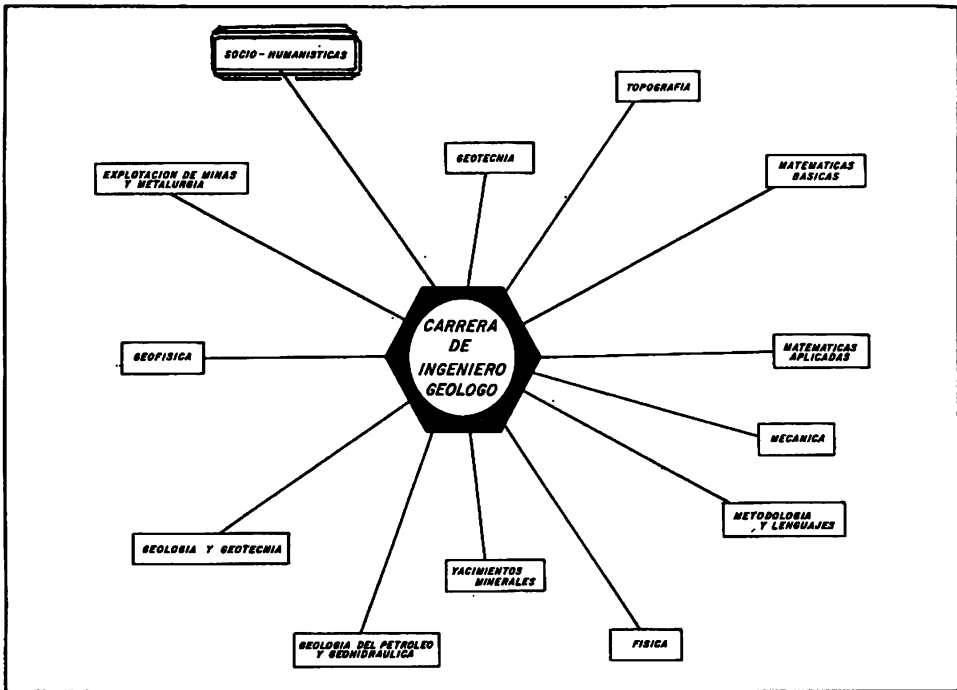 SOCIO-HUMANISTICAS
TOPOGRAFIA
GEOTECNIA
MATEMATICAS
BASICAS
EXPLOTACION DE MINAS
Y METALURGIA
CARRERA
DE
INGENIERO
GEOLOGO
GEOFISICA
MATEMATICAS
APLICADAS
MECANICA
METODOLOGIA
Y LENGUAJES
GEOLOGIA Y GEOTECNIA
YACIMIENTOS
MINERALES
GEOLOGIA DEL PETROLEO
Y GEOHIDRAULICA
FISICA